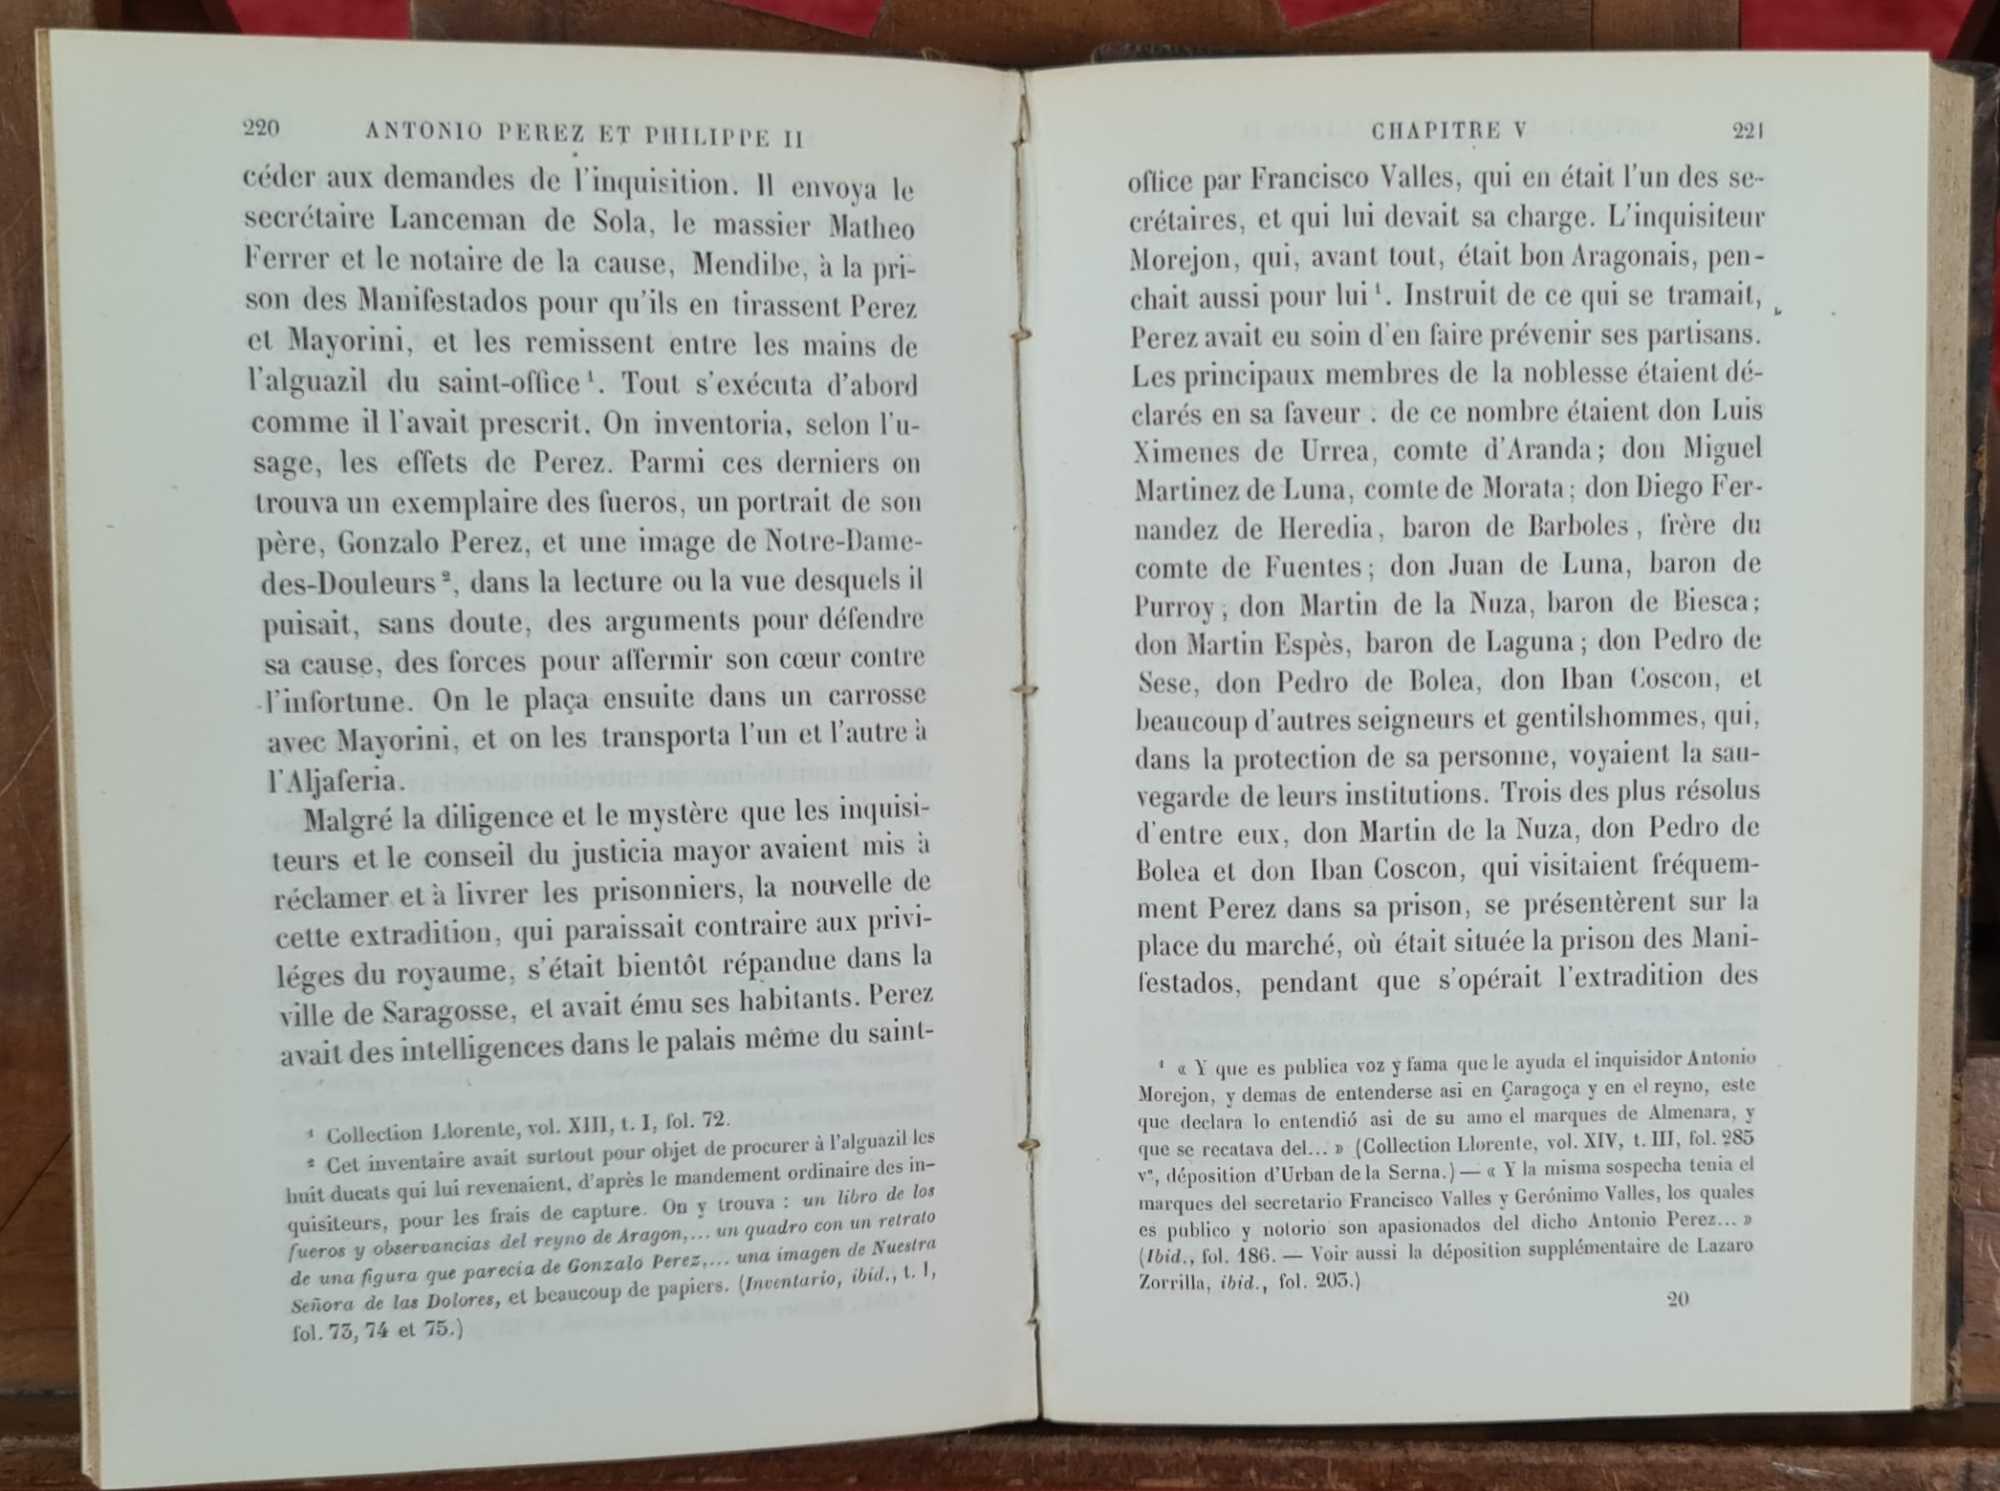 220 ANTONIO PEREZ ET PHILIPPE II
céder aux demandes de l'inquisition. Il envoya le
secrétaire Lanceman de Sola, le massier Matheo
Ferrer et le notaire de la cause, Mendibe, à la pri-
son des Manifestados pour qu'ils en tirassent Perez
et Mayorini, et les remissent entre les mains de
l'alguazil du saint-office ¹. Tout s'exécuta d'abord
comme il l'avait prescrit. On inventoria, selon l'u-
sage, les effets de Perez. Parmi ces derniers on
trouva un exemplaire des fueros, un portrait de son
père, Gonzalo Perez, et une image de Notre-Dame-
des-Douleurs ², dans la lecture ou la vue desquels il
puisait, sans doute, des arguments pour défendre
sa cause, des forces pour affermir son cœur contre
l'infortune. On le plaça ensuite dans un carrosse
avec Mayorini, et on les transporta l'un et l'autre à
l'Aljaferia.
Malgré la diligence et le mystère que les inquisi-
teurs et le conseil du justicia mayor avaient mis à
réclamer et à livrer les prisonniers, la nouvelle de
cette extradition, qui paraissait contraire aux privi-
léges du royaume, s'était bientôt répandue dans la
ville de Saragosse, et avait ému ses habitants. Perez
avait des intelligences dans le palais même du saint-
¹ Collection Llorente, vol. XIII, t. I, fol. 72.
² Cet inventaire avait surtout pour objet de procurer à l'alguazil les
huit ducats qui lui revenaient, d'après le mandement ordinaire des in-
quisiteurs, pour les frais de capture. On y trouva : un libro de los
fueros y observancias del reyno de Aragon,... un quadro con un retrato
de una figura que parecia de Gonzalo Perez,... una imagen de Nuestra
Señora de las Dolores, et beaucoup de papiers. (Inventario, ibid., t. I,
fol. 73, 74 et 75.)
CHAPITRE V 221
office par Francisco Valles, qui en était l'un des se-
crétaires, et qui lui devait sa charge. L'inquisiteur
Morejon, qui, avant tout, était bon Aragonais, pen-
chait aussi pour lui ¹. Instruit de ce qui se tramait,
Perez avait eu soin d'en faire prévenir ses partisans.
Les principaux membres de la noblesse étaient dé-
clarés en sa faveur : de ce nombre étaient don Luis
Ximenes de Urrea, comte d'Aranda ; don Miguel
Martinez de Luna, comte de Morata ; don Diego Fer-
nandez de Heredia, baron de Barboles, frère du
comte de Fuentes ; don Juan de Luna, baron de
Purroy ; don Martin de la Nuza, baron de Biesca ;
don Martin Espès, baron de Laguna ; don Pedro de
Sese, don Pedro de Bolea, don Iban Coscon, et
beaucoup d'autres seigneurs et gentilshommes, qui,
dans la protection de sa personne, voyaient la sau-
vegarde de leurs institutions. Trois des plus résolus
d'entre eux, don Martin de la Nuza, don Pedro de
Bolea et don Iban Coscon, qui visitaient fréquem-
ment Perez dans sa prison, se présentèrent sur la
place du marché, où était située la prison des Mani-
festados, pendant que s'opérait l'extradition des
¹ « Y que es publica voz y fama que le ayuda el inquisidor Antonio
Morejon, y demas de entenderse asi en Çaragoça y en el reyno, este
que declara lo entendió asi de su amo el marques de Almenara, y
que se recatava del... » (Collection Llorente, vol. XIV, t. III, fol. 285
v°, déposition d'Urban de la Serna.) — « Y la misma sospecha tenia el
marques del secretario Francisco Valles y Gerónimo Valles, los quales
es publico y notorio son apasionados del dicho Antonio Perez... »
(Ibid., fol. 186. — Voir aussi la déposition supplémentaire de Lazaro
Zorrilla, ibid., fol. 203.)
20